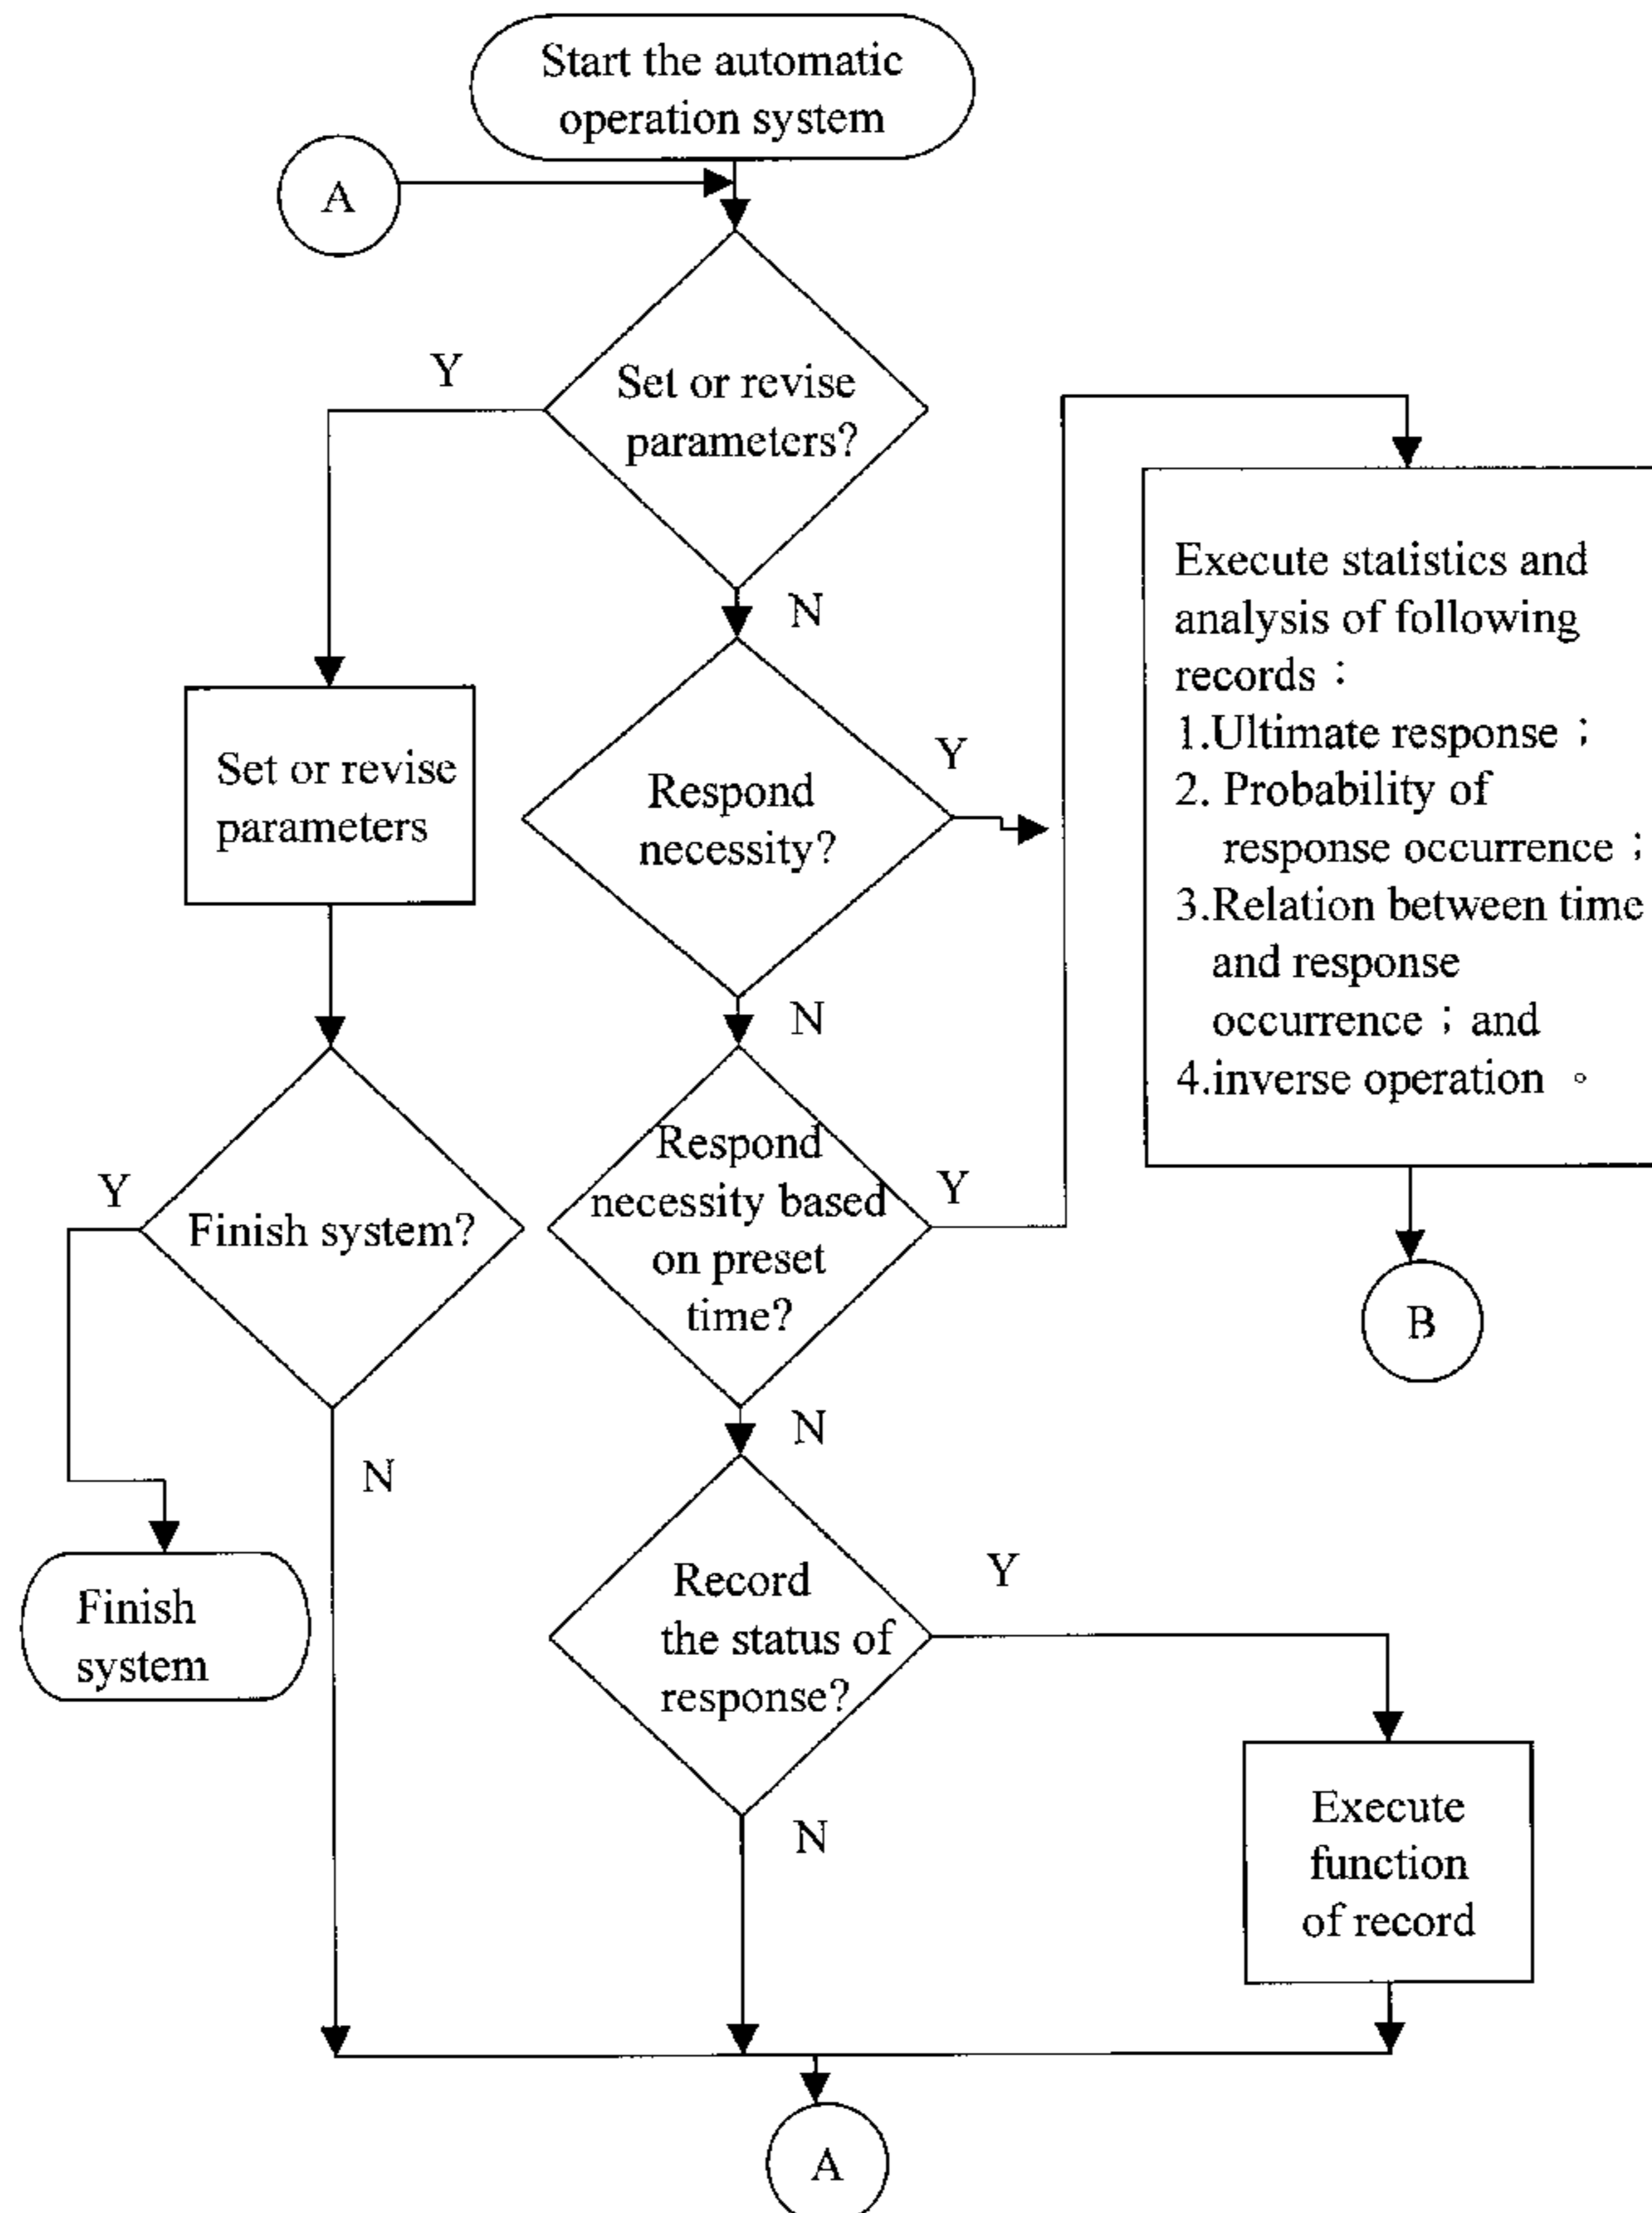 Start the automatic
operation system
A
Y
Set or revise
parameters?
N
Set or revise
parameters
Respond
necessity?
Y
N
Execute statistics and
analysis of following
records：
1.Ultimate response；
2. Probability of
response occurrence；
3.Relation between time
and response
occurrence；and
4.inverse operation 。
Y
Finish system?
N
Respond
necessity based
on preset
time?
Y
N
B
Finish
system
Record
the status of
response?
Y
N
Execute
function
of record
A